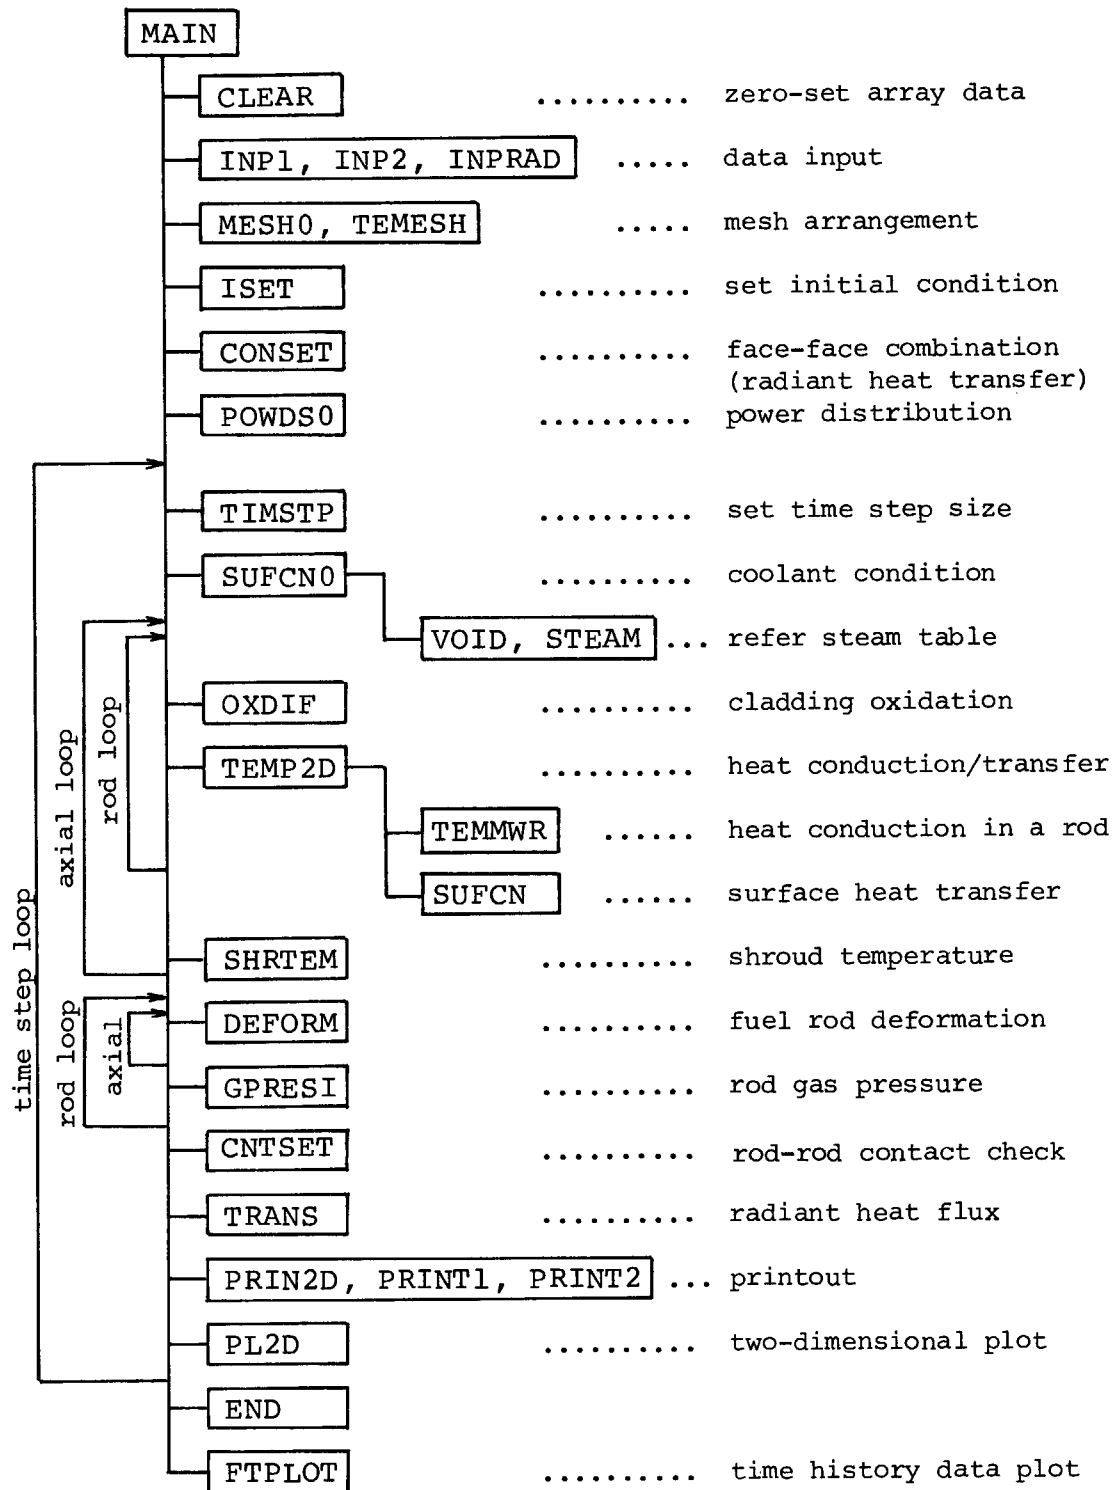 MAIN
CLEAR .......... zero-set array data
INP1, INP2, INPRAD ..... data input
MESH0, TEMESH ..... mesh arrangement
ISET .......... set initial condition
CONSET .......... face-face combination
(radiant heat transfer)
POWDS0 .......... power distribution
TIMSTP .......... set time step size
SUFCN0 .......... coolant condition
VOID, STEAM ... refer steam table
OXDIF .......... cladding oxidation
TEMP2D .......... heat conduction/transfer
TEMMWR ...... heat conduction in a rod
SUFCN ...... surface heat transfer
SHRTEM .......... shroud temperature
DEFORM .......... fuel rod deformation
GPRESI .......... rod gas pressure
CNTSET .......... rod-rod contact check
TRANS .......... radiant heat flux
PRIN2D, PRINT1, PRINT2 ... printout
PL2D .......... two-dimensional plot
END
FTPLOT .......... time history data plot
time step loop
axial loop
rod loop
rod loop
axial